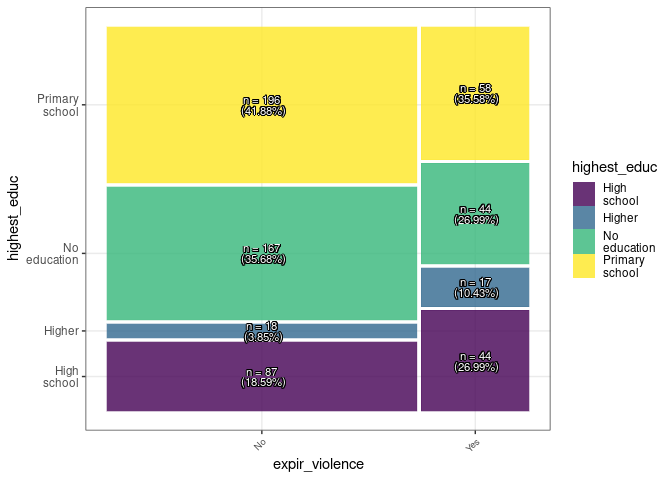 n = 196
(41.88%)
n = 58
(35.58%)
n = 167
(35.68%)
n = 44
(26.99%)
n = 18
(3.85%)
n = 17
(10.43%)
n = 87
(18.59%)
n = 44
(26.99%)
Primary
school
No
education
Higher
High
school
highest_educ
No
Yes
expir_violence
highest_educ
High
school
Higher
No
education
Primary
school